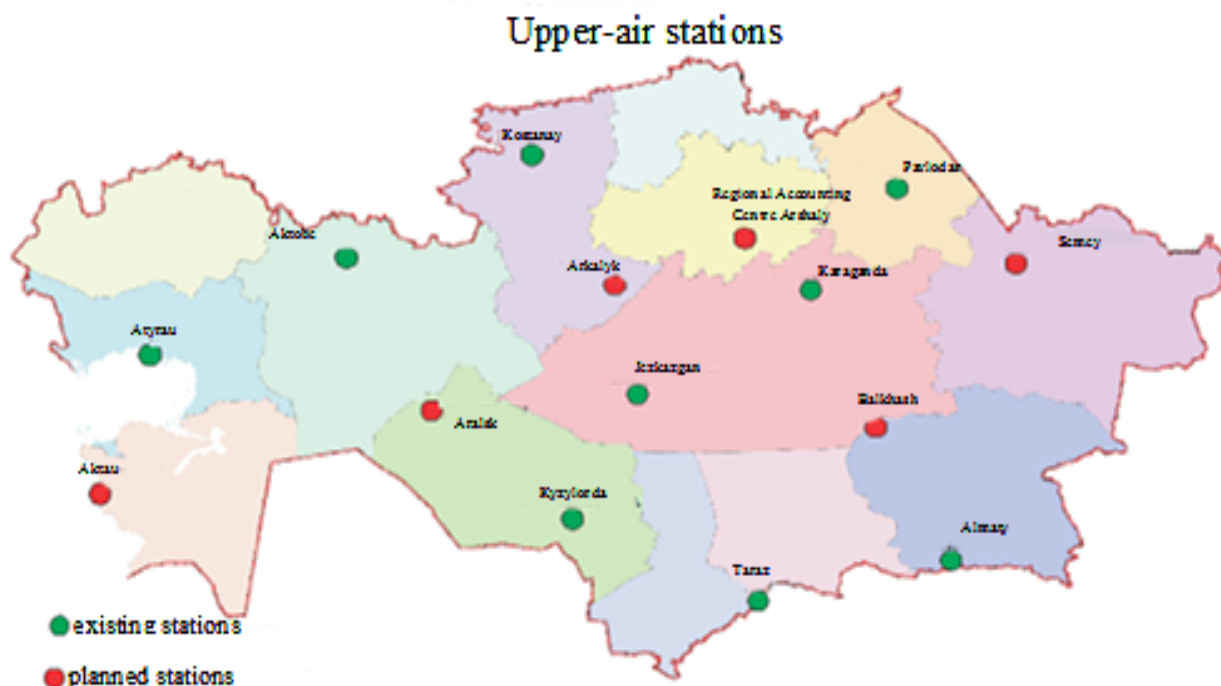 Upper-air stations
Kostanay
Pavlodar
Regional Accounting
Centre Arshaly
Aktobe
Semey
Arkalyk
Karaganda
Atyrau
Jezkazgan
Balkhash
Aralsk
Aktau
Kyzylorda
Almaty
Taraz
existing stations
planned stations